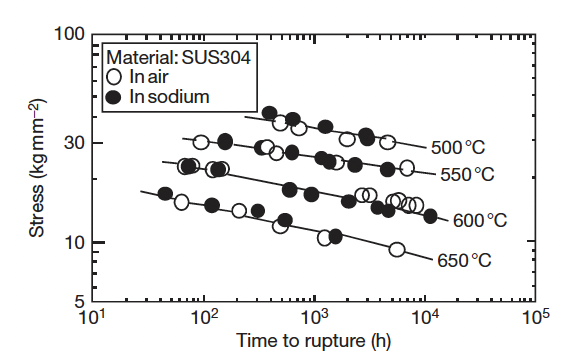 100
Material: SUS304
In air
In sodium
30
500°C
550°C
600°C
10
650°C
5
10¹ 10² 10³ 10⁴ 10⁵
Time to rupture (h)
Stress (kg mm⁻²)